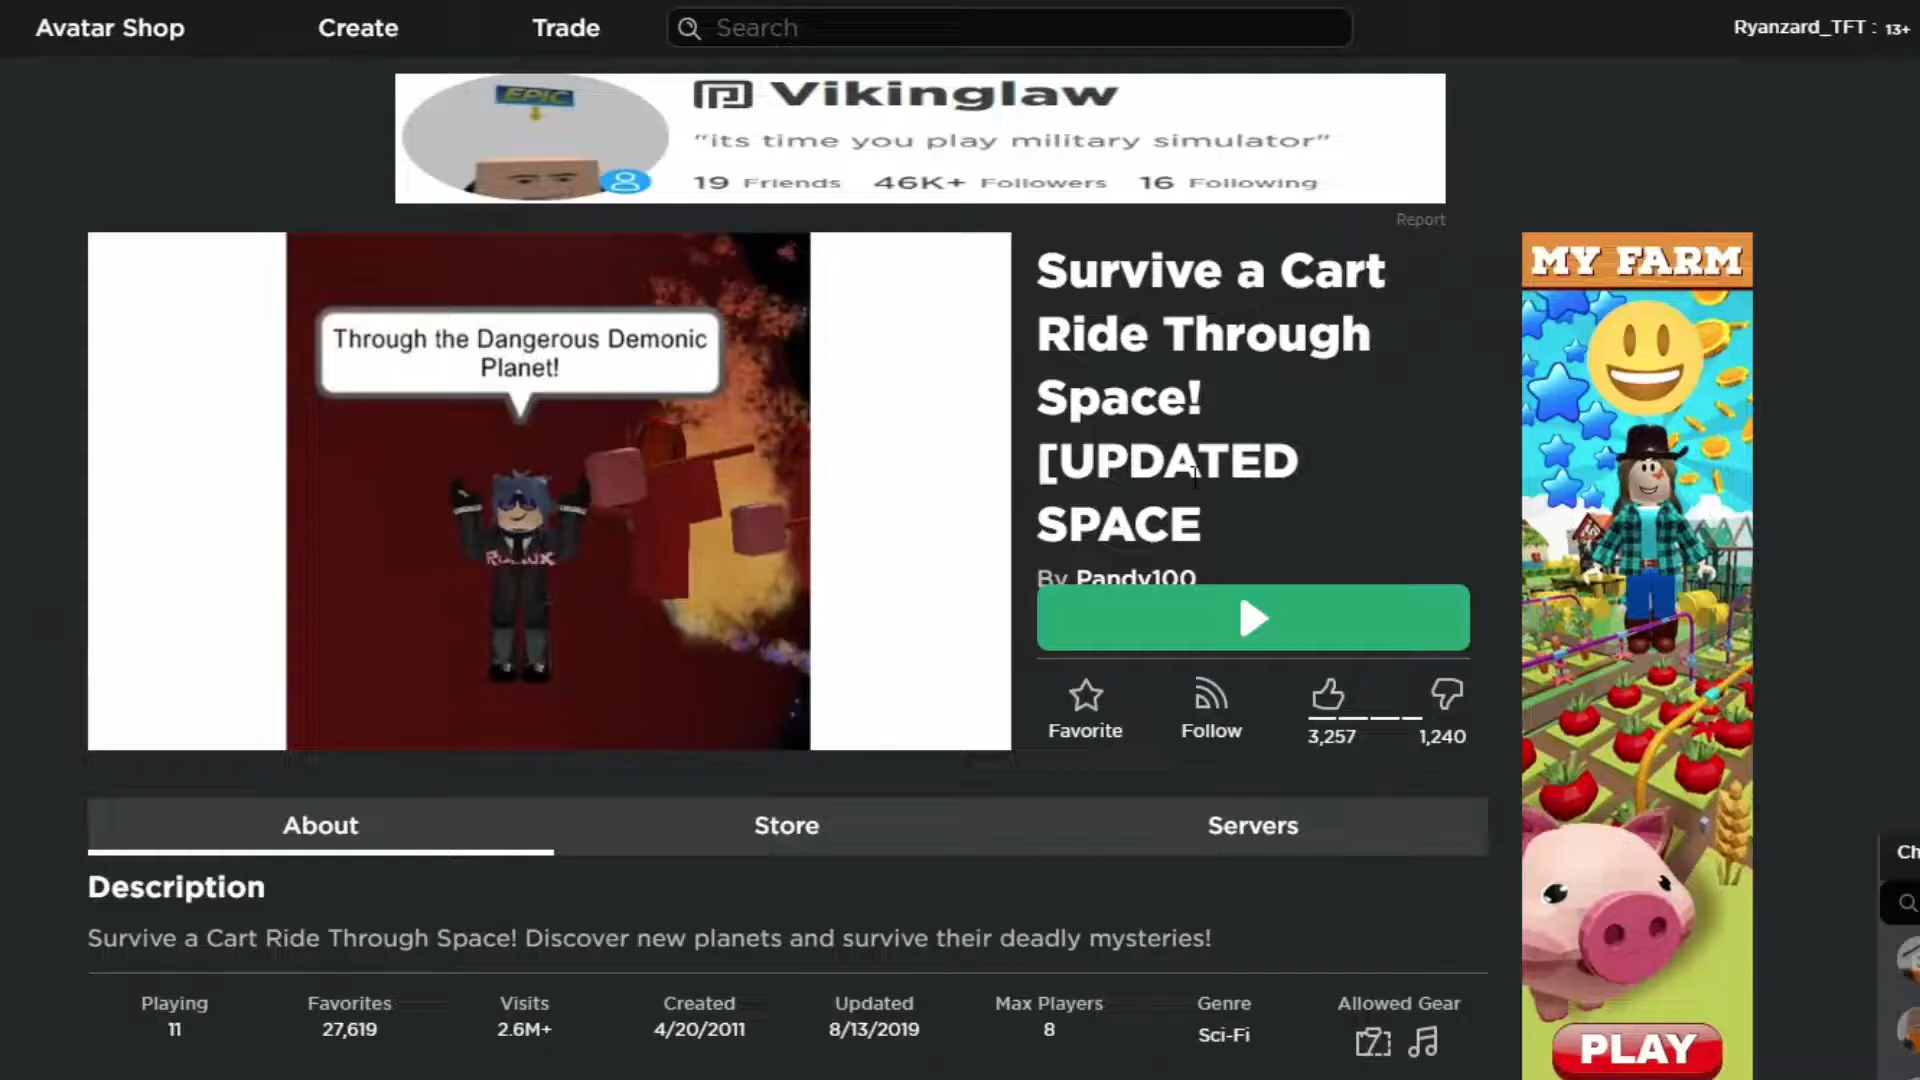 Avatar Shop Create Trade Search Ryanzard_TFT : 13+
EPIC
Vikinglaw
"its time you play military simulator"
19 Friends 46K+ Followers 16 Following
Report
Through the Dangerous Demonic
Planet!
ROBLOX
Survive a Cart
Ride Through
Space!
[UPDATED
SPACE
By Pandy100
Favorite Follow 3,257 1,240
MY FARM
PLAY
About Store Servers
Description
Survive a Cart Ride Through Space! Discover new planets and survive their deadly mysteries!
Playing Favorites Visits Created Updated Max Players Genre Allowed Gear
11 27,619 2.6M+ 4/20/2011 8/13/2019 8 Sci-Fi
7
Ch